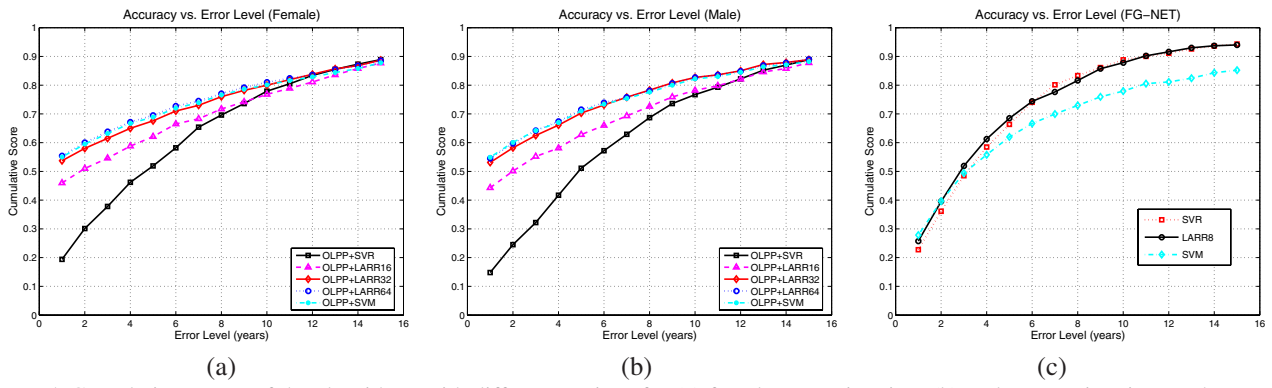 Accuracy vs. Error Level (Female)
1
0.9
0.8
0.7
0.6
0.5
0.4
0.3
0.2
0.1
0
Cumulative Score
0 2 4 6 8 10 12 14 16
Error Level (years)
OLPP+SVR
OLPP+LARR16
OLPP+LARR32
OLPP+LARR64
OLPP+SVM
(a)
Accuracy vs. Error Level (Male)
1
0.9
0.8
0.7
0.6
0.5
0.4
0.3
0.2
0.1
0
Cumulative Score
0 2 4 6 8 10 12 14 16
Error Level (years)
OLPP+SVR
OLPP+LARR16
OLPP+LARR32
OLPP+LARR64
OLPP+SVM
(b)
Accuracy vs. Error Level (FG−NET)
1
0.9
0.8
0.7
0.6
0.5
0.4
0.3
0.2
0.1
0
Cumulative Score
0 2 4 6 8 10 12 14 16
Error Level (years)
SVR
LARR8
SVM
(c)